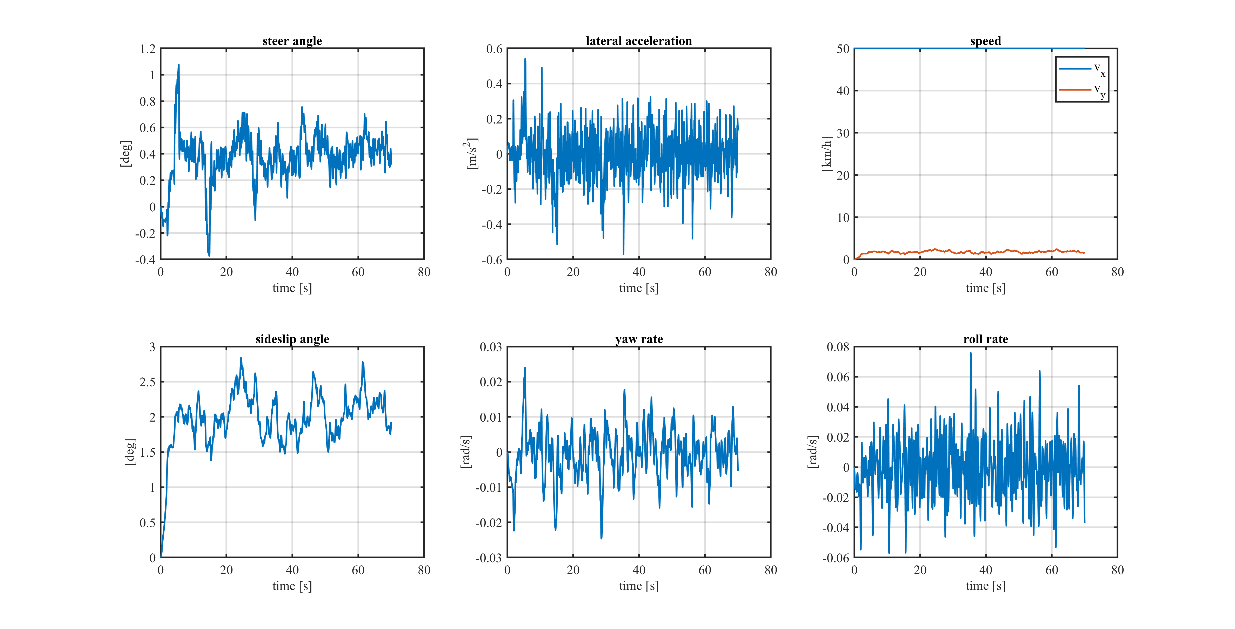 steer angle
1.2
1
0.8
0.6
0.4
0.2
0
-0.2
-0.4
[deg]
0 20 40 60 80
time [s]
lateral acceleration
0.6
0.4
0.2
0
-0.2
-0.4
-0.6
[m/s²]
0 20 40 60 80
time [s]
speed
50
40
30
20
10
0
[km/h]
v_x
v_y
0 20 40 60 80
time [s]
sideslip angle
3
2.5
2
1.5
1
0.5
0
[deg]
0 20 40 60 80
time [s]
yaw rate
0.03
0.02
0.01
0
-0.01
-0.02
-0.03
[rad/s]
0 20 40 60 80
time [s]
roll rate
0.08
0.06
0.04
0.02
0
-0.02
-0.04
-0.06
[rad/s]
0 20 40 60 80
time [s]